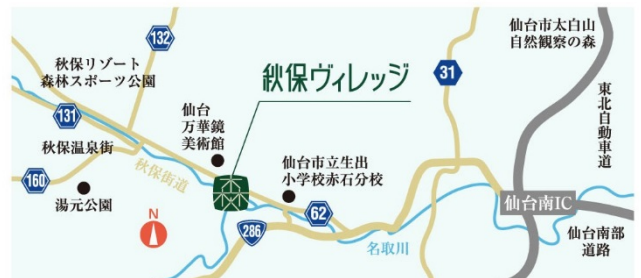 仙台市太白山
自然観察の森
132
秋保リゾート
森林スポーツ公園
秋保ヴィレッジ
31
東北自動車道
131
仙台
万華鏡
美術館
秋保温泉街
秋保街道
仙台市立生出
小学校赤石分校
160
湯元公園
N
62
286
名取川
仙台南IC
仙台南部
道路